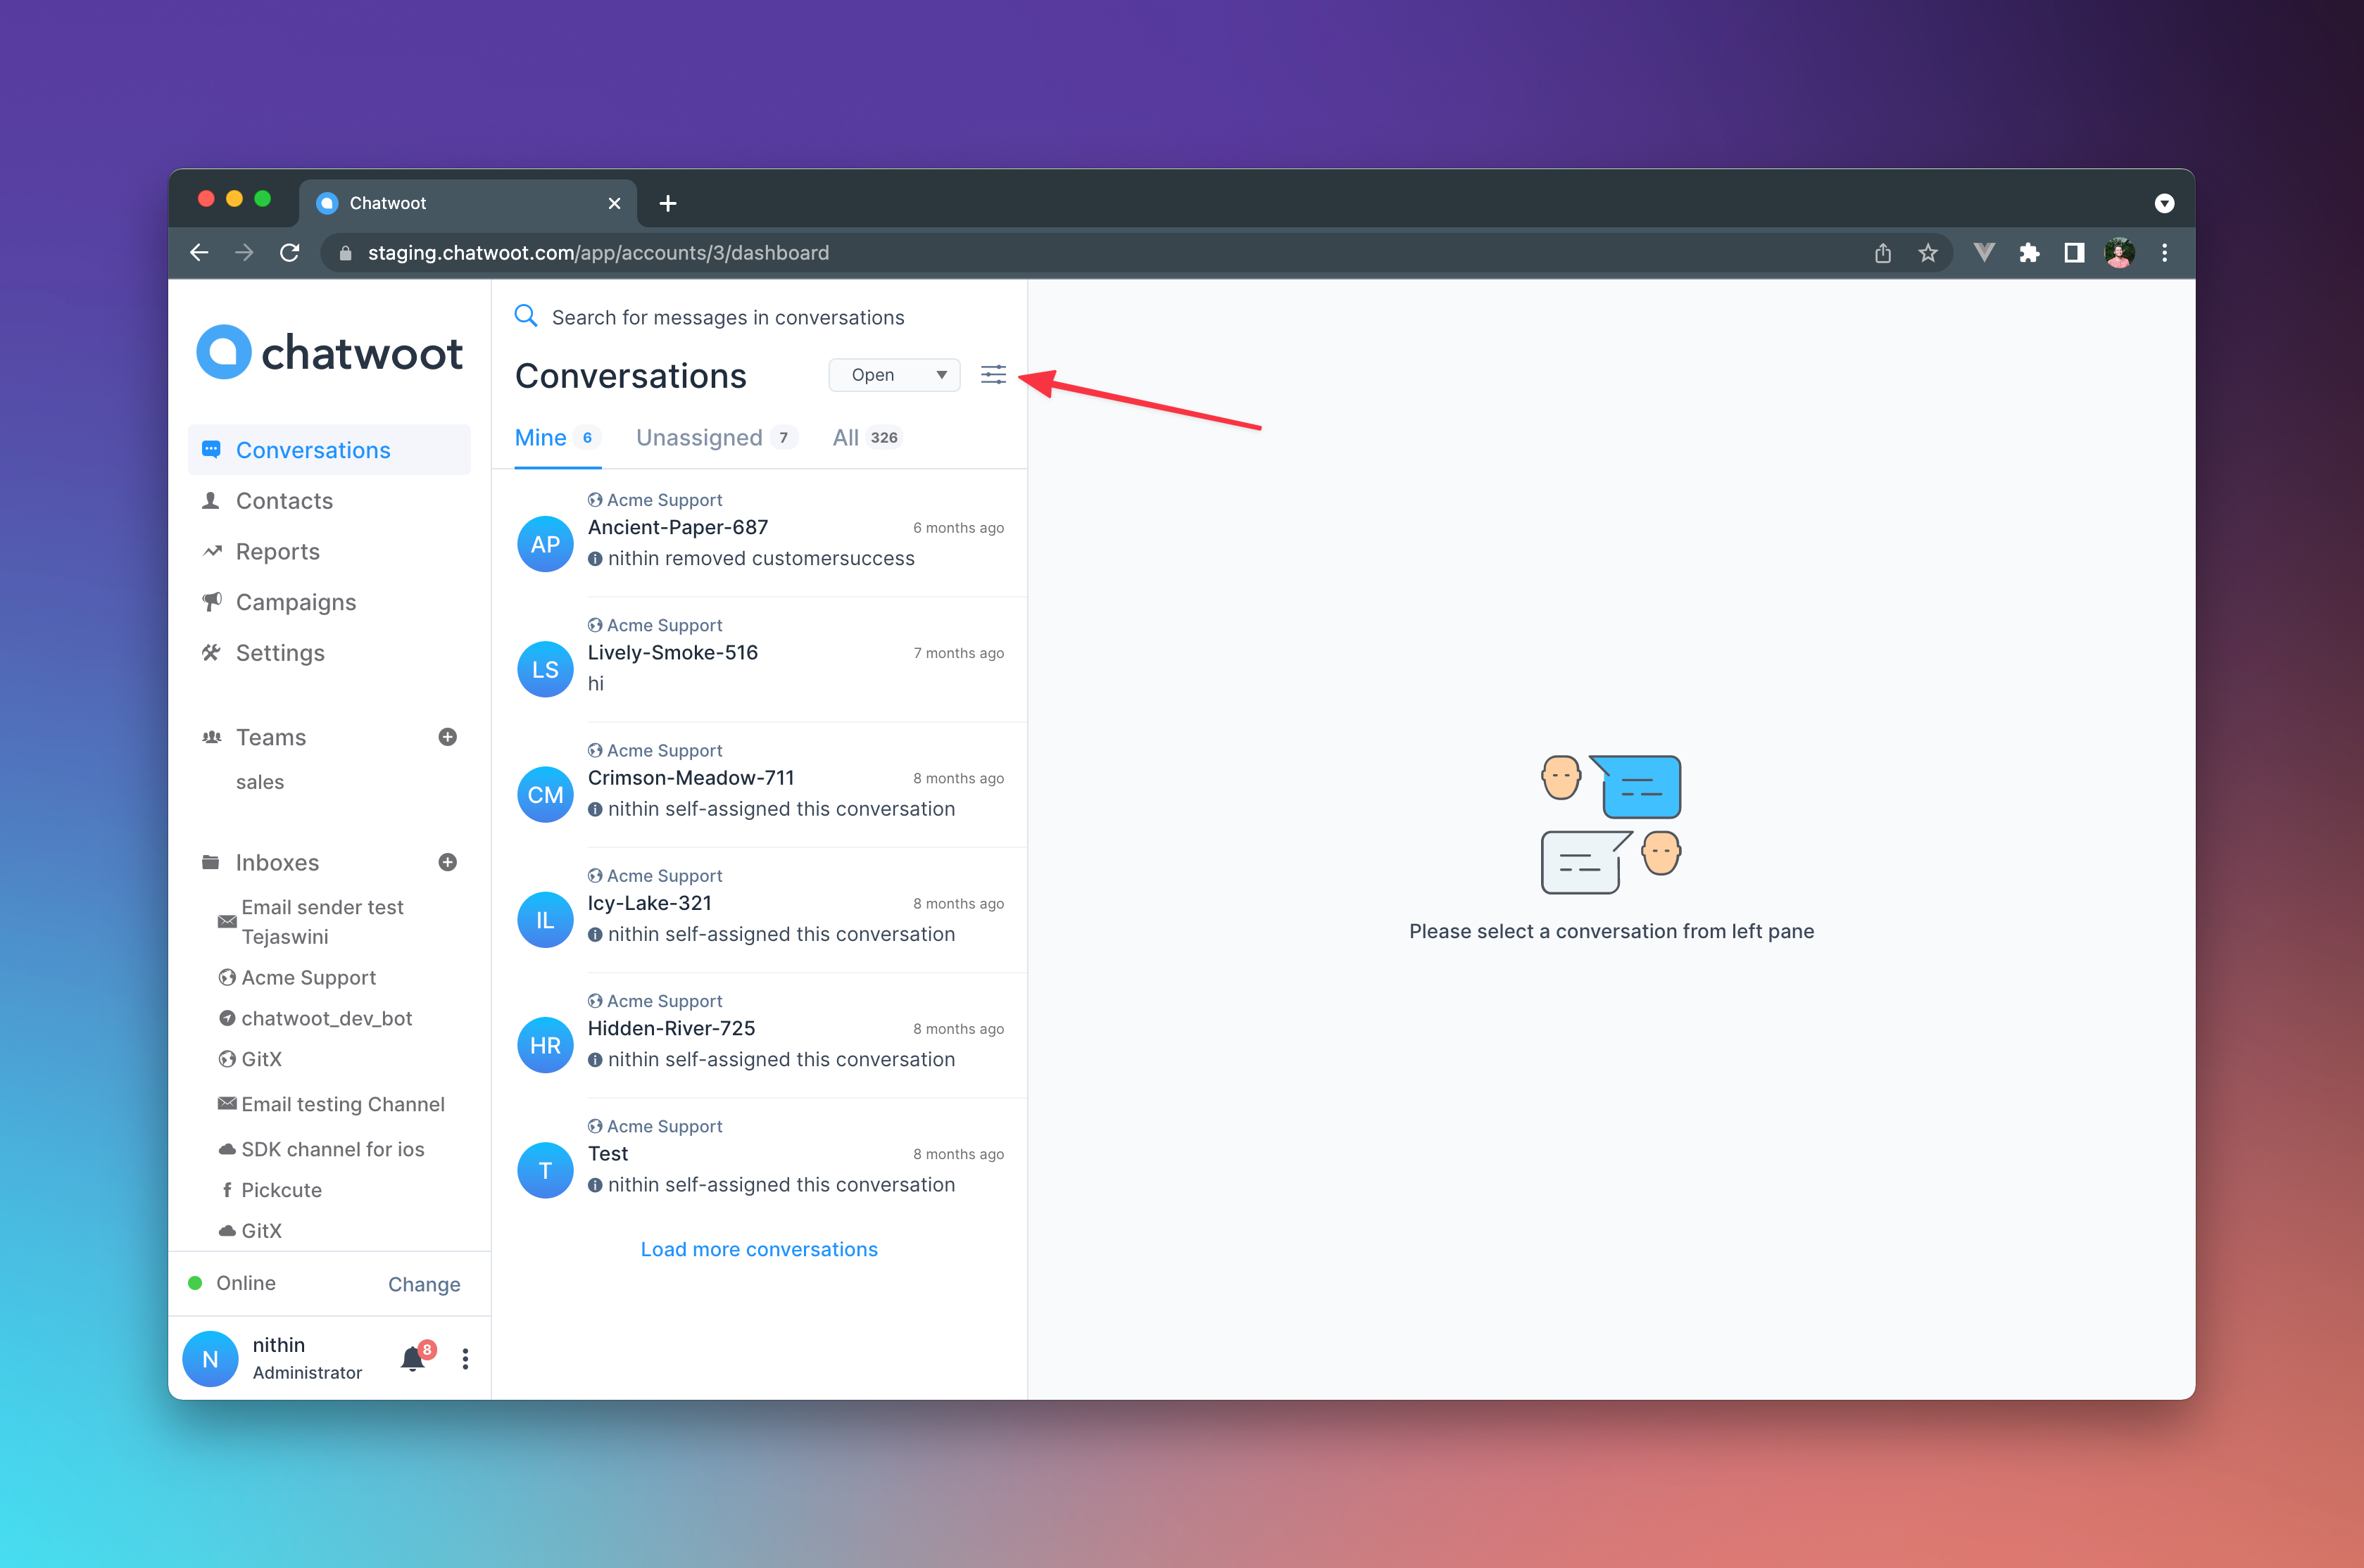 Chatwoot
staging.chatwoot.com/app/accounts/3/dashboard
chatwoot
Conversations
Contacts
Reports
Campaigns
Settings
Teams
sales
Inboxes
Email sender test
Tejaswini
Acme Support
chatwoot_dev_bot
GitX
Email testing Channel
SDK channel for ios
Pickcute
GitX
Online Change
N
nithin
Administrator
8
Search for messages in conversations
Conversations Open
Mine 6 Unassigned 7 All 326
Acme Support
AP
Ancient-Paper-687 6 months ago
nithin removed customersuccess
Acme Support
LS
Lively-Smoke-516 7 months ago
hi
Acme Support
CM
Crimson-Meadow-711 8 months ago
nithin self-assigned this conversation
Acme Support
IL
Icy-Lake-321 8 months ago
nithin self-assigned this conversation
Acme Support
HR
Hidden-River-725 8 months ago
nithin self-assigned this conversation
Acme Support
T
Test 8 months ago
nithin self-assigned this conversation
Load more conversations
Please select a conversation from left pane